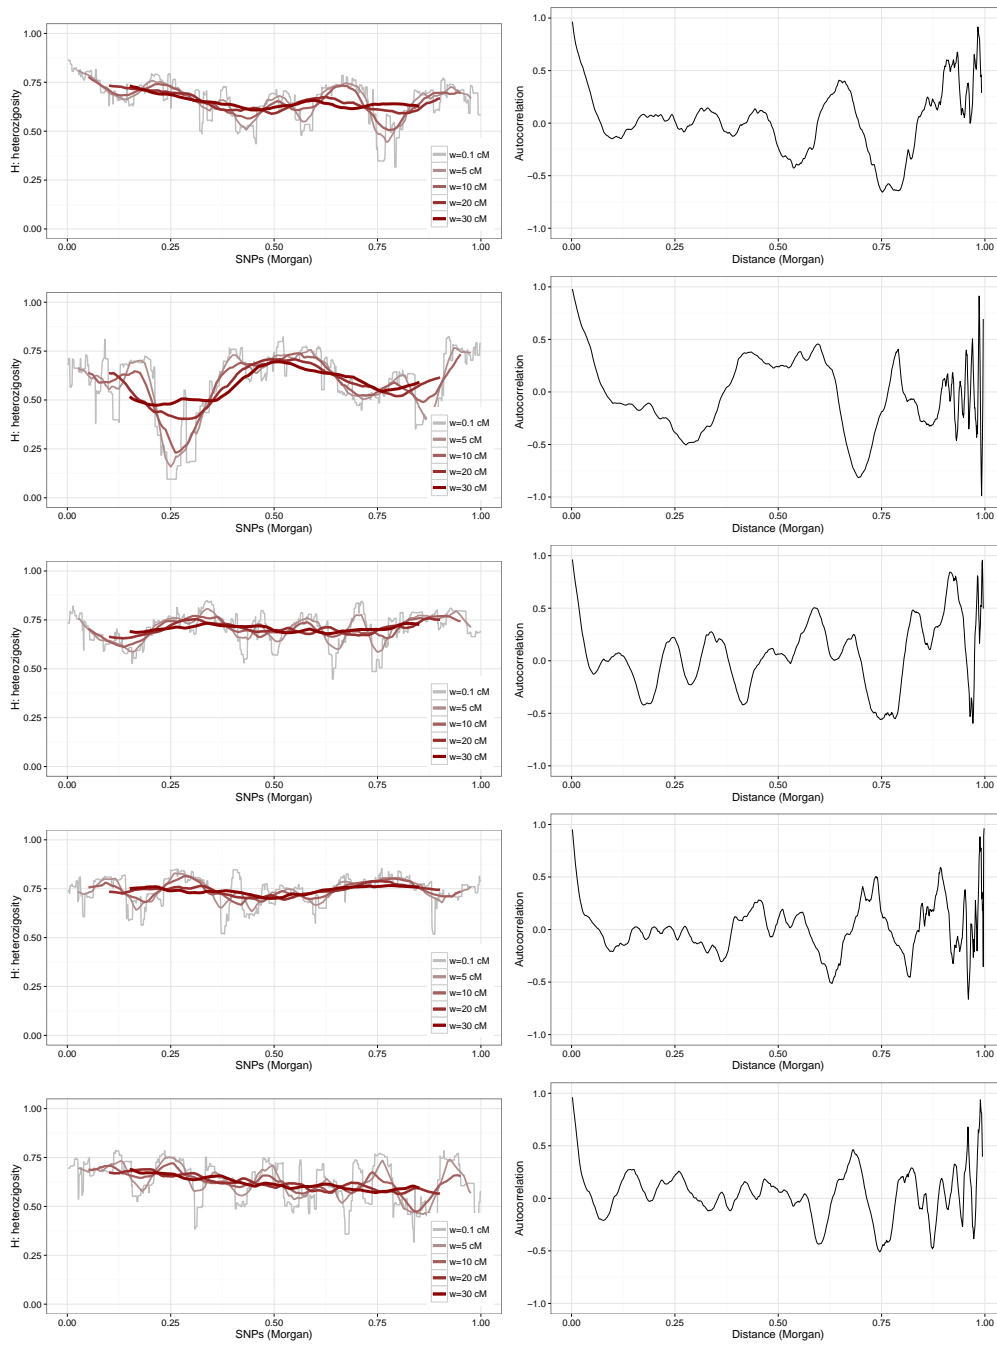 1.00
0.75
0.50
0.25
0.00
H: heterozigosity
w=0.1 cM
w=5 cM
w=10 cM
w=20 cM
w=30 cM
0.00 0.25 0.50 0.75 1.00
SNPs (Morgan)
1.0
0.5
0.0
−0.5
−1.0
Autocorrelation
0.00 0.25 0.50 0.75 1.00
Distance (Morgan)
1.00
0.75
0.50
0.25
0.00
H: heterozigosity
w=0.1 cM
w=5 cM
w=10 cM
w=20 cM
w=30 cM
0.00 0.25 0.50 0.75 1.00
SNPs (Morgan)
1.0
0.5
0.0
−0.5
−1.0
Autocorrelation
0.00 0.25 0.50 0.75 1.00
Distance (Morgan)
1.00
0.75
0.50
0.25
0.00
H: heterozigosity
w=0.1 cM
w=5 cM
w=10 cM
w=20 cM
w=30 cM
0.00 0.25 0.50 0.75 1.00
SNPs (Morgan)
1.0
0.5
0.0
−0.5
−1.0
Autocorrelation
0.00 0.25 0.50 0.75 1.00
Distance (Morgan)
1.00
0.75
0.50
0.25
0.00
H: heterozigosity
w=0.1 cM
w=5 cM
w=10 cM
w=20 cM
w=30 cM
0.00 0.25 0.50 0.75 1.00
SNPs (Morgan)
1.0
0.5
0.0
−0.5
−1.0
Autocorrelation
0.00 0.25 0.50 0.75 1.00
Distance (Morgan)
1.00
0.75
0.50
0.25
0.00
H: heterozigosity
w=0.1 cM
w=5 cM
w=10 cM
w=20 cM
w=30 cM
0.00 0.25 0.50 0.75 1.00
SNPs (Morgan)
1.0
0.5
0.0
−0.5
−1.0
Autocorrelation
0.00 0.25 0.50 0.75 1.00
Distance (Morgan)